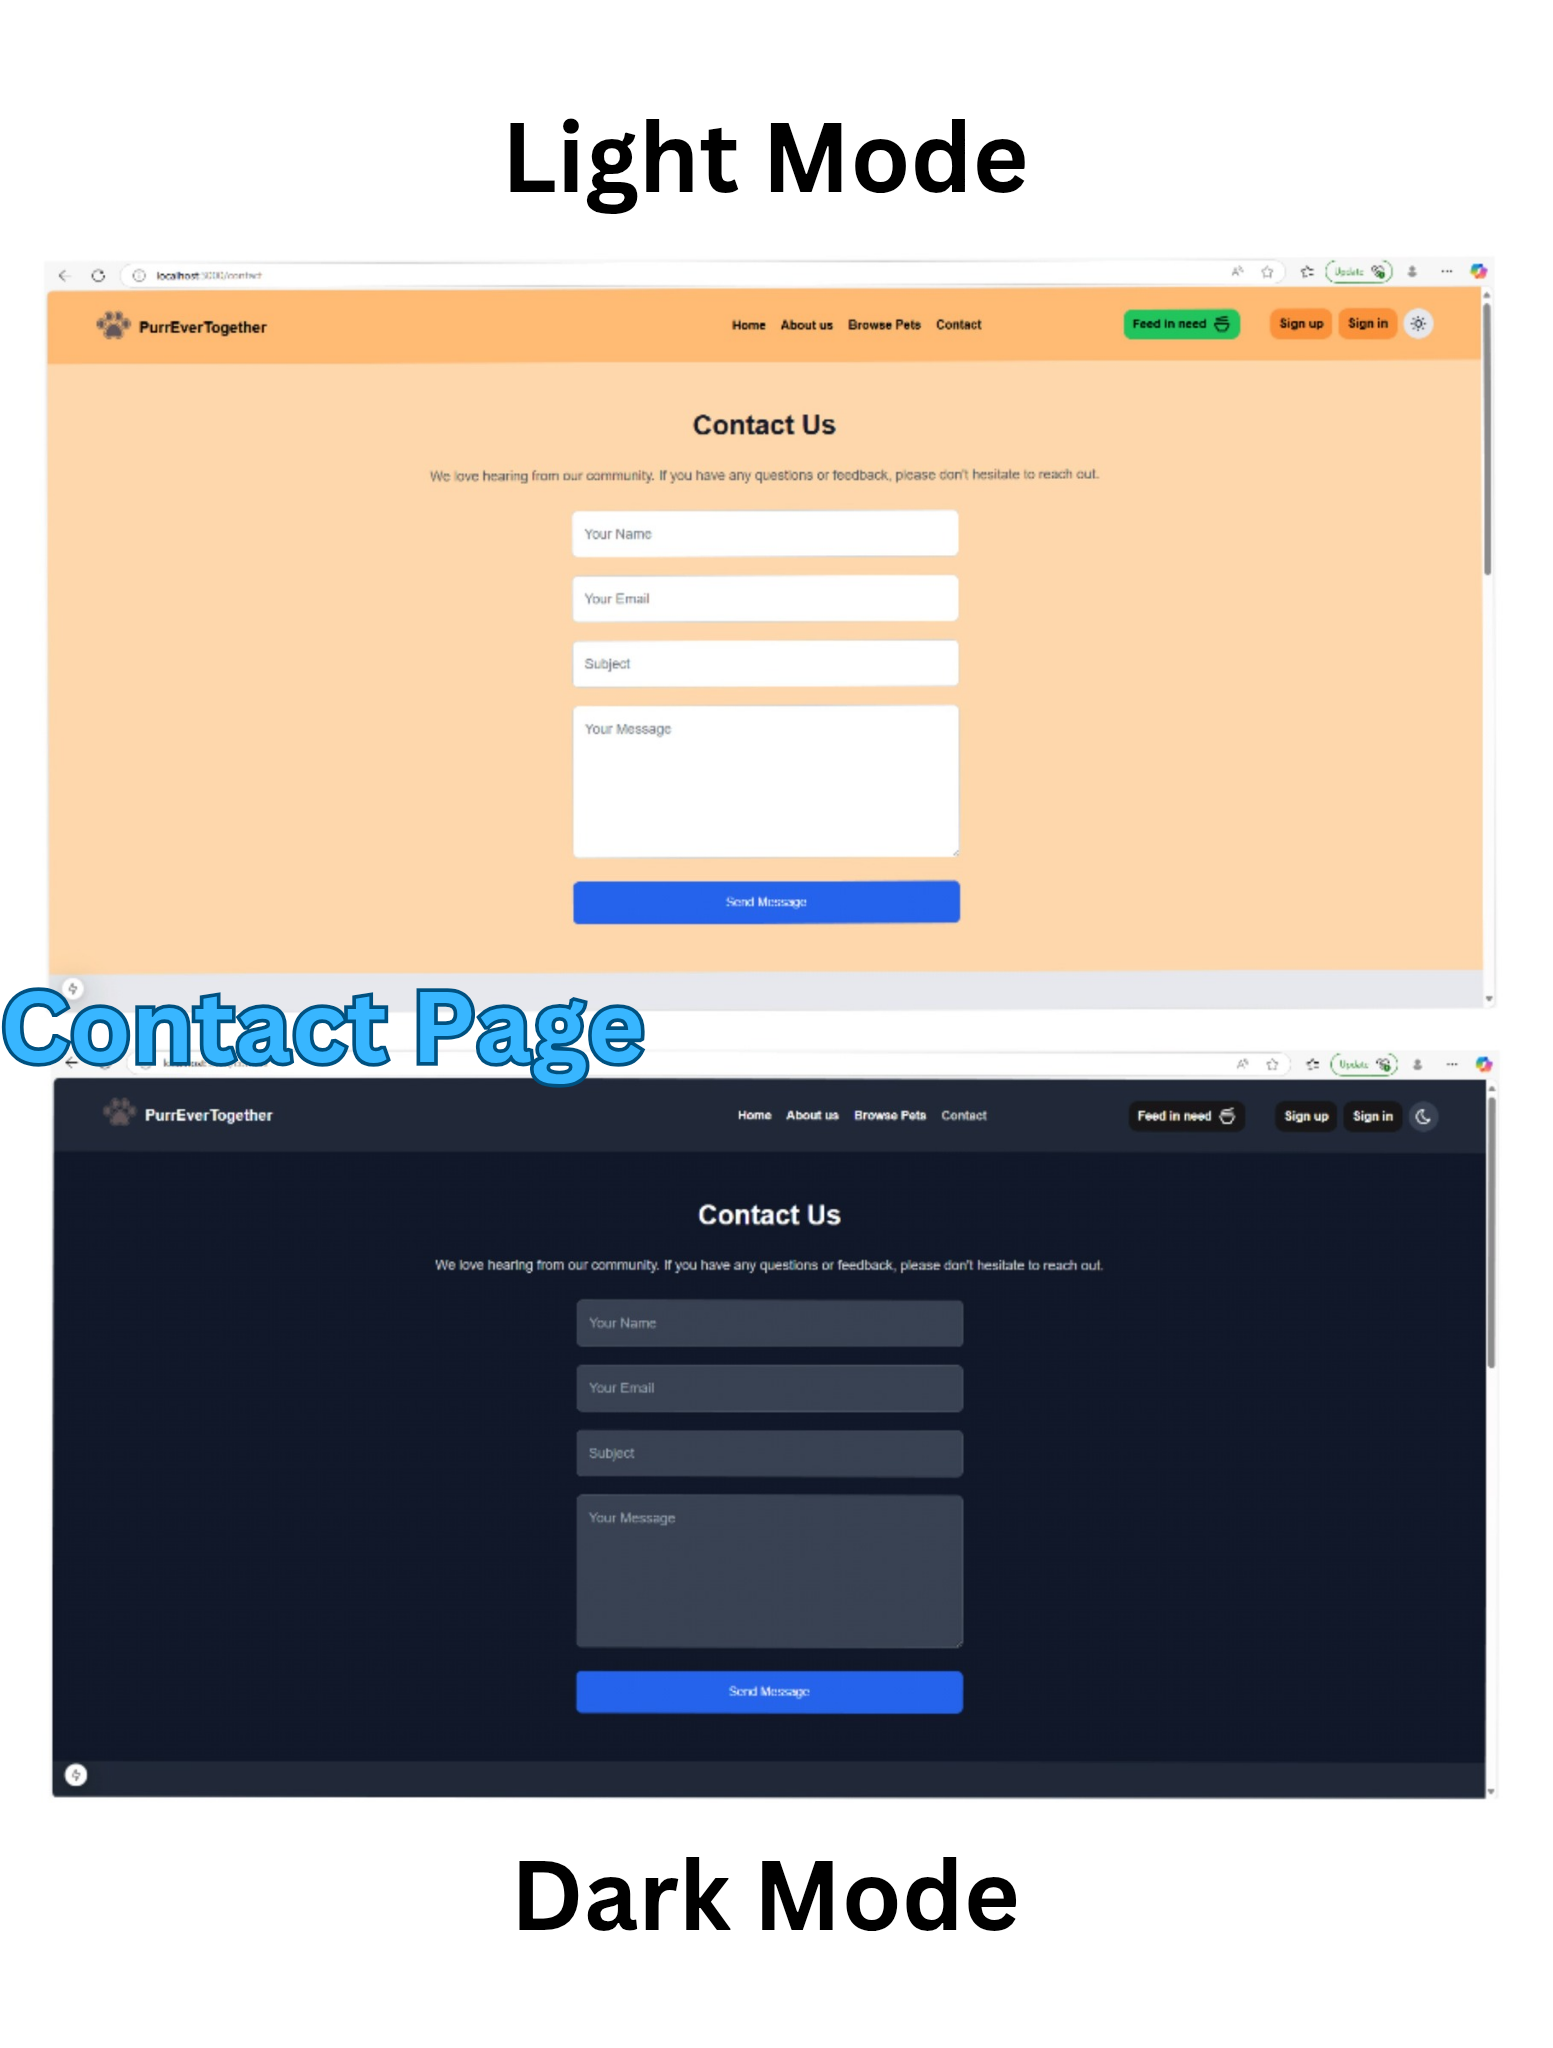 Light Mode
localhost:3000/contact
Update
PurrEverTogether
Home About us Browse Pets Contact
Feed in need
Sign up Sign in
Contact Us
We love hearing from our community. If you have any questions or feedback, please don't hesitate to reach out.
Your Name
Your Email
Subject
Your Message
Send Message
Contact Page
Update
PurrEverTogether
Home About us Browse Pets Contact
Feed in need
Sign up Sign in
Contact Us
We love hearing from our community. If you have any questions or feedback, please don't hesitate to reach out.
Your Name
Your Email
Subject
Your Message
Send Message
Dark Mode